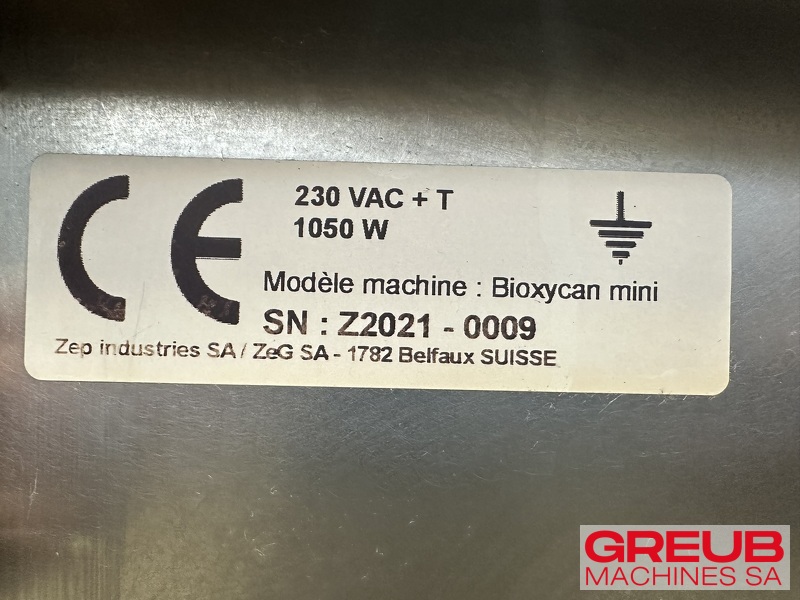 CE
230 VAC + T
1050 W
Modèle machine : Bioxycan mini
SN : Z2021 - 0009
Zep industries SA / ZeG SA - 1782 Belfaux SUISSE
GREUB
MACHINES SA